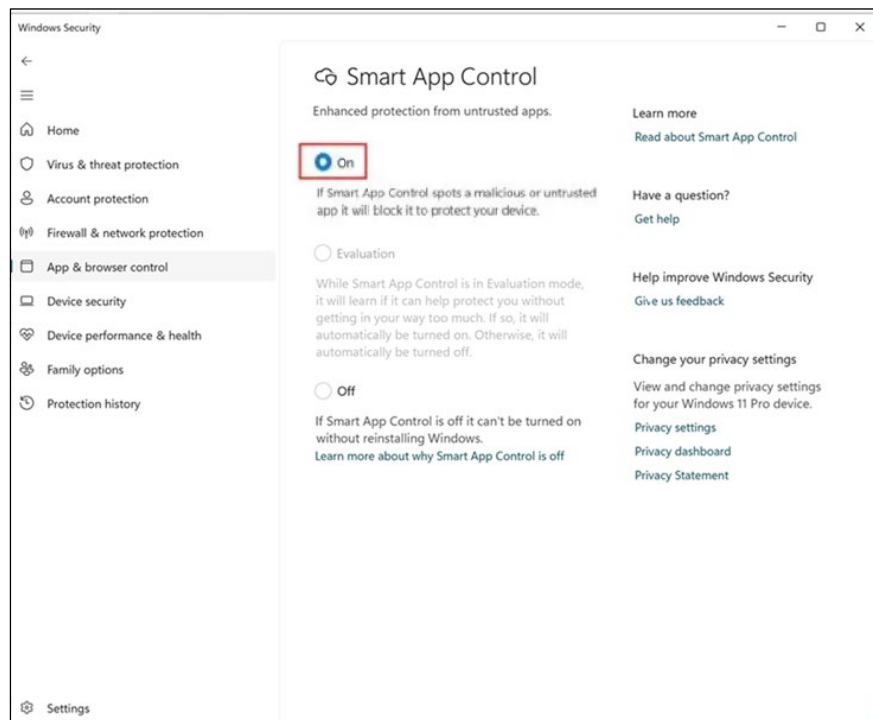 Windows Security
Home
Virus & threat protection
Account protection
Firewall & network protection
App & browser control
Device security
Device performance & health
Family options
Protection history
Settings
Smart App Control
Enhanced protection from untrusted apps.
On
If Smart App Control spots a malicious or untrusted
app it will block it to protect your device.
Evaluation
While Smart App Control is in Evaluation mode,
it will learn if it can help protect you without
getting in your way too much. If so, it will
automatically be turned on. Otherwise, it will
automatically be turned off.
Off
If Smart App Control is off it can't be turned on
without reinstalling Windows.
Learn more about why Smart App Control is off
Learn more
Read about Smart App Control
Have a question?
Get help
Help improve Windows Security
Give us feedback
Change your privacy settings
View and change privacy settings
for your Windows 11 Pro device.
Privacy settings
Privacy dashboard
Privacy Statement